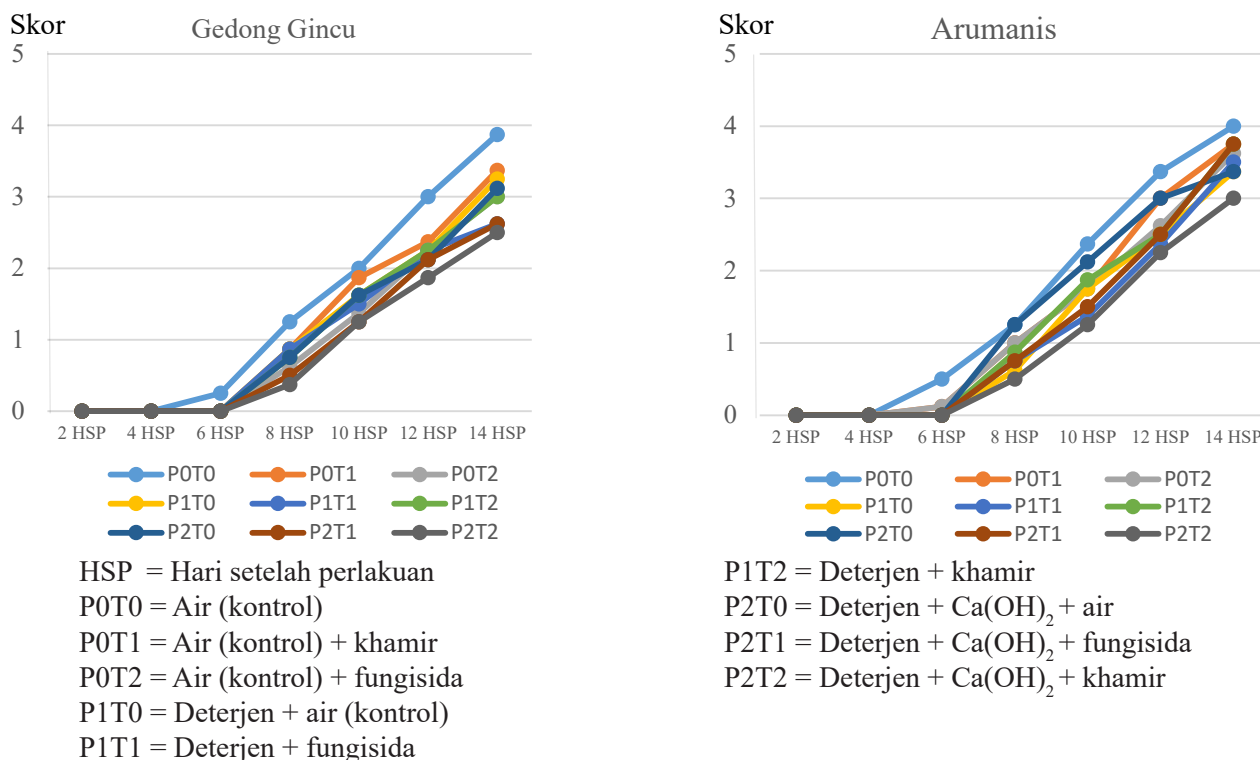 Skor
Gedong Gincu
5
4
3
2
1
0
2 HSP 4 HSP 6 HSP 8 HSP 10 HSP 12 HSP 14 HSP
P0T0 P0T1 P0T2
P1T0 P1T1 P1T2
P2T0 P2T1 P2T2
HSP = Hari setelah perlakuan
P0T0 = Air (kontrol)
P0T1 = Air (kontrol) + khamir
P0T2 = Air (kontrol) + fungisida
P1T0 = Deterjen + air (kontrol)
P1T1 = Deterjen + fungisida
Skor
Arumanis
5
4
3
2
1
0
2 HSP 4 HSP 6 HSP 8 HSP 10 HSP 12 HSP 14 HSP
P0T0 P0T1 P0T2
P1T0 P1T1 P1T2
P2T0 P2T1 P2T2
P1T2 = Deterjen + khamir
P2T0 = Deterjen + Ca(OH)₂ + air
P2T1 = Deterjen + Ca(OH)₂ + fungisida
P2T2 = Deterjen + Ca(OH)₂ + khamir